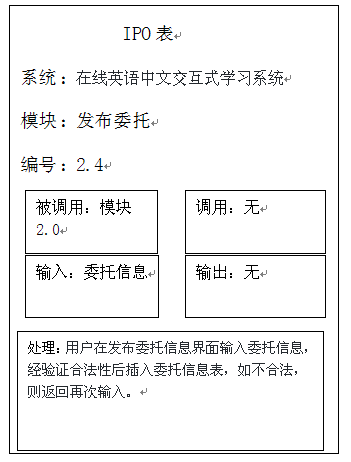 IPO 表
系统：在线英语中文交互式学习系统
模块：发布委托
编号：2.4
被调用：模块
2.0
调用：无
输入：委托信息
输出：无
处理：用户在发布委托信息界面输入委托信息，
经验证合法性后插入委托信息表，如不合法，
则返回再次输入。